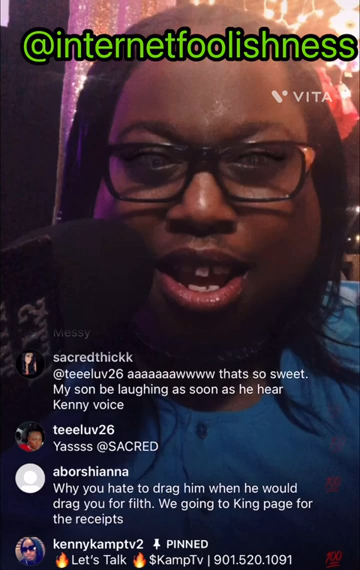 @internetfoolishness
VITA
Messy
sacredthickk
@teeeluv26 aaaaaaawwww thats so sweet.
My son be laughing as soon as he hear
Kenny voice
teeeluv26
Yassss @SACRED
aborshianna
Why you hate to drag him when he would
drag you for filth. We going to King page for
the receipts
kennykamptv2 📌 PINNED
🔥Let's Talk 🔥$KampTv | 901.520.1091
💯